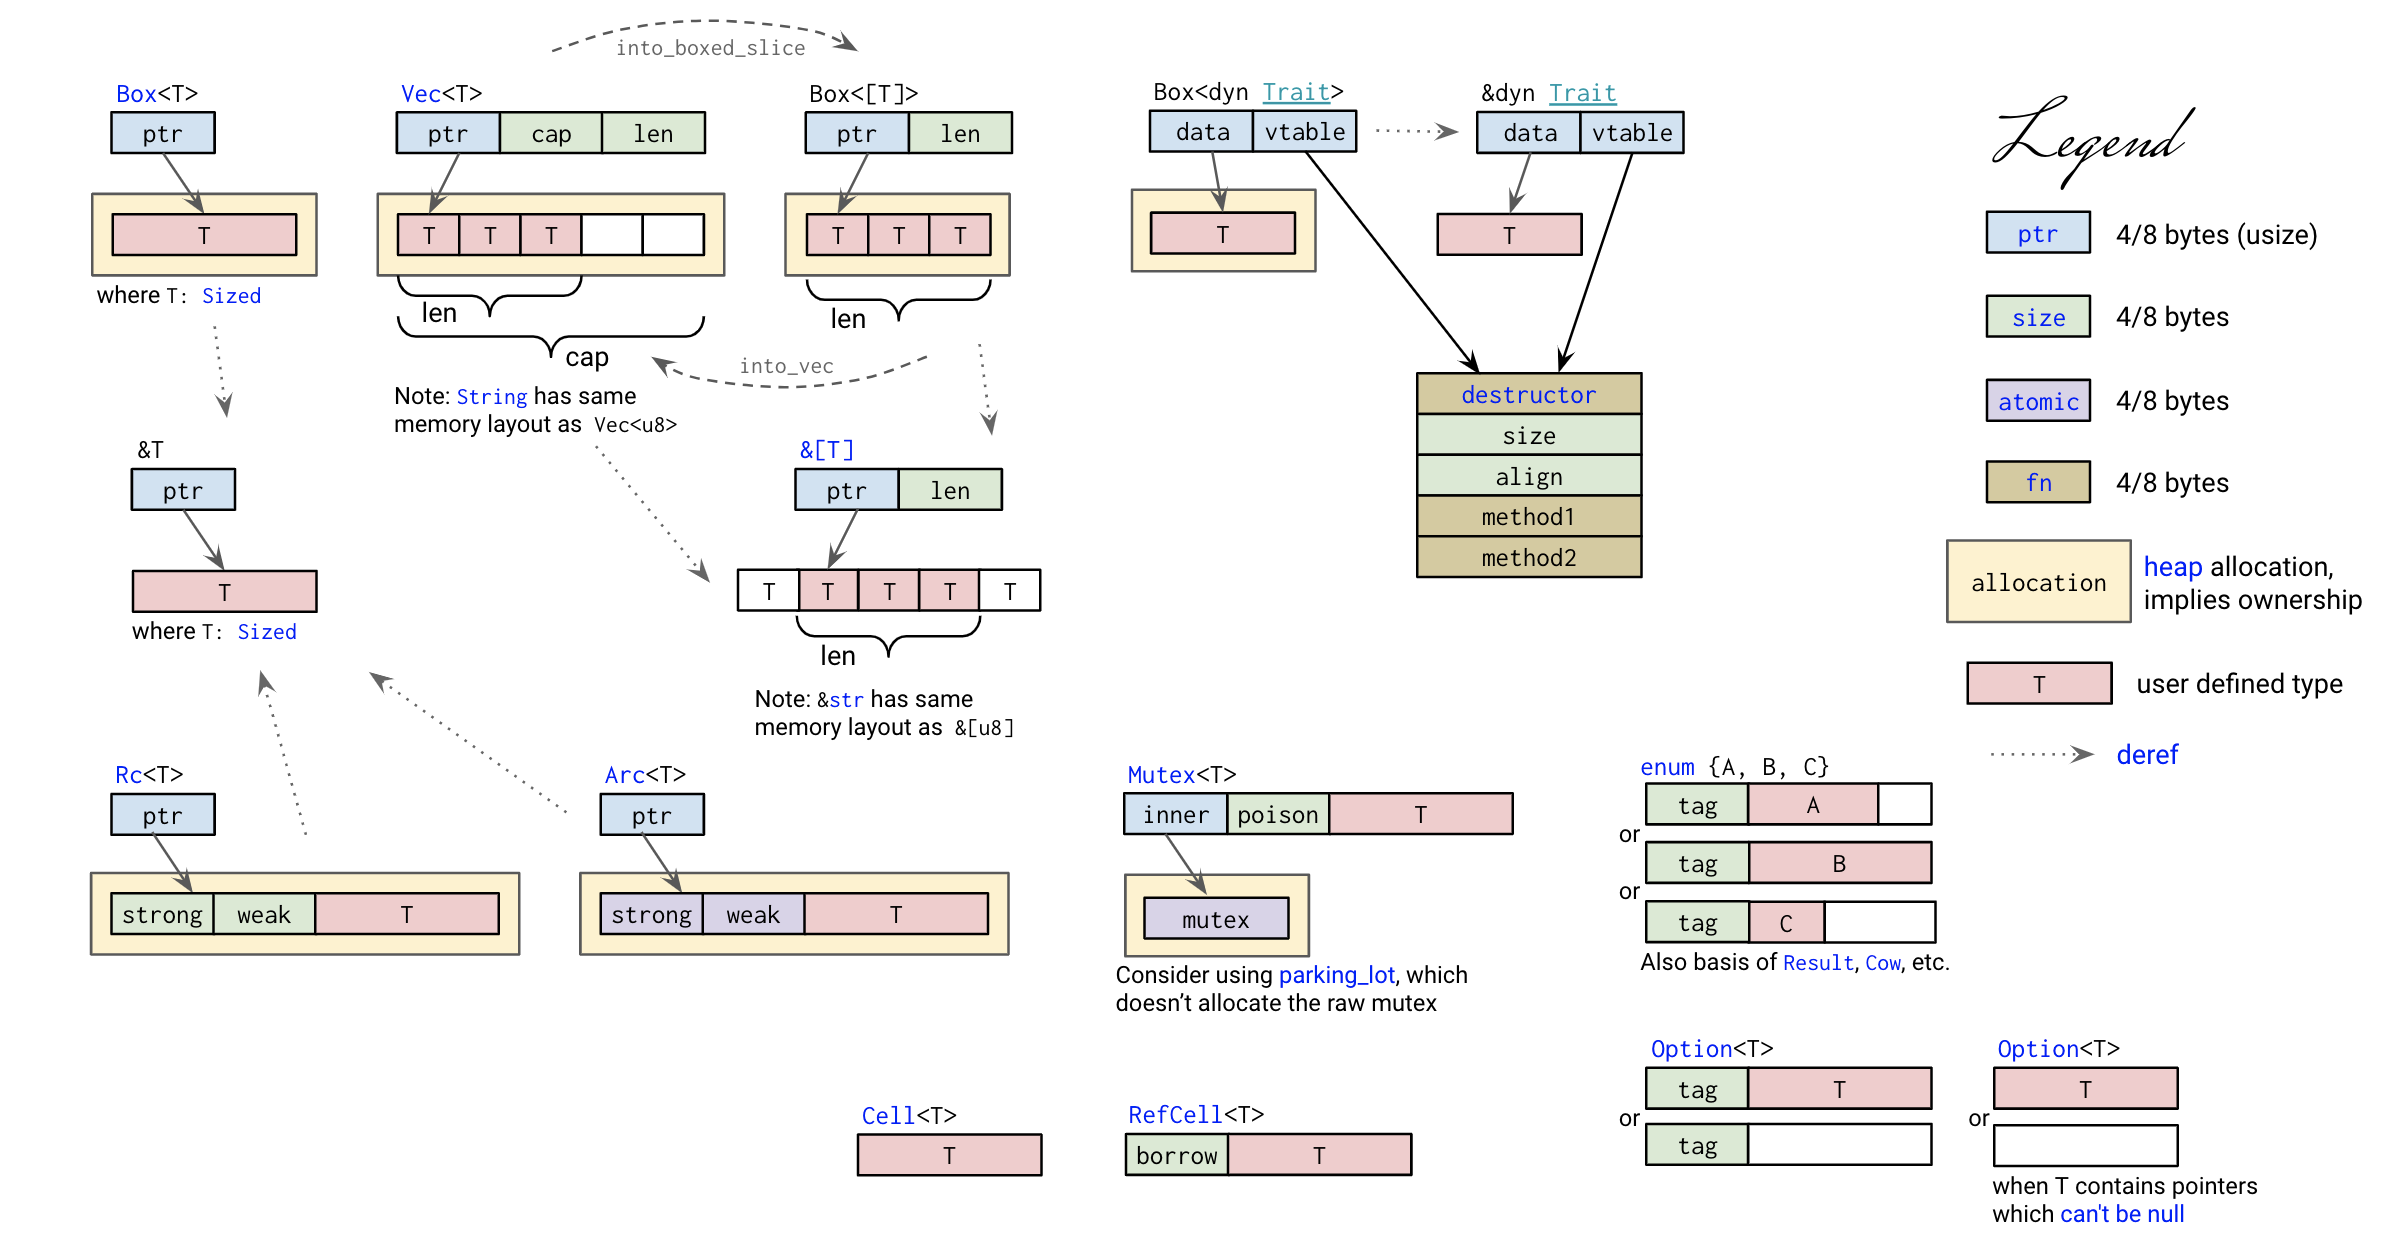 into_boxed_slice
Box<T>
ptr
T
where T: Sized
Vec<T>
ptr cap len
T T T
len
cap
Note: String has same
memory layout as Vec<u8>
Box<[T]>
ptr len
T T T
len
into_vec
&T
ptr
T
where T: Sized
&[T]
ptr len
T T T T T
len
Note: &str has same
memory layout as &[u8]
Rc<T>
ptr
strong weak T
Arc<T>
ptr
strong weak T
Box<dyn Trait>
data vtable
T
&dyn Trait
data vtable
T
destructor
size
align
method1
method2
Mutex<T>
inner poison T
mutex
Consider using parking_lot, which
doesn’t allocate the raw mutex
enum {A, B, C}
tag A
or
tag B
or
tag C
Also basis of Result, Cow, etc.
Cell<T>
T
RefCell<T>
borrow T
Option<T>
tag T
or
tag
Option<T>
T
or
when T contains pointers
which can't be null
Legend
ptr 4/8 bytes (usize)
size 4/8 bytes
atomic 4/8 bytes
fn 4/8 bytes
allocation
heap allocation,
implies ownership
T user defined type
deref